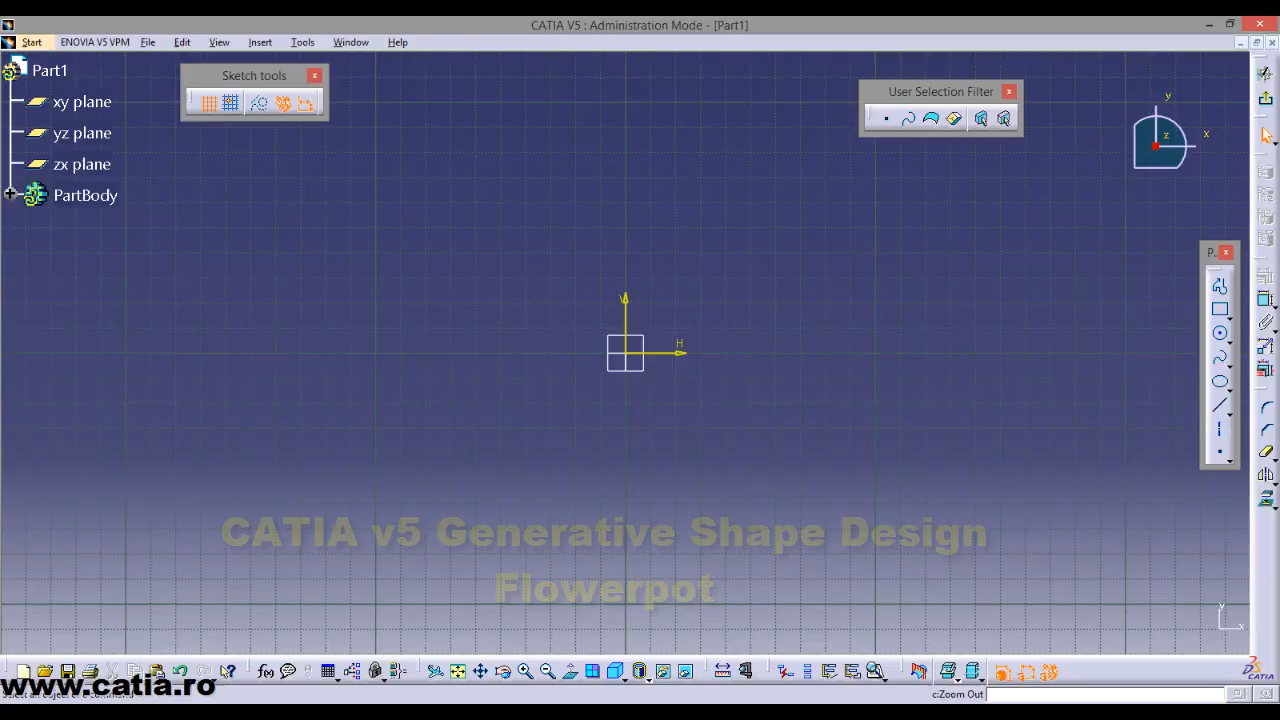 CATIA V5 : Administration Mode - [Part1]
Start ENOVIA V5 VPM File Edit View Insert Tools Window Help
Part1
xy plane
yz plane
zx plane
PartBody
Sketch tools
User Selection Filter
y
x
z
P...
V
H
CATIA v5 Generative Shape Design
Flowerpot
y
x
f(x)
www.catia.ro
c:Zoom Out
CATIA